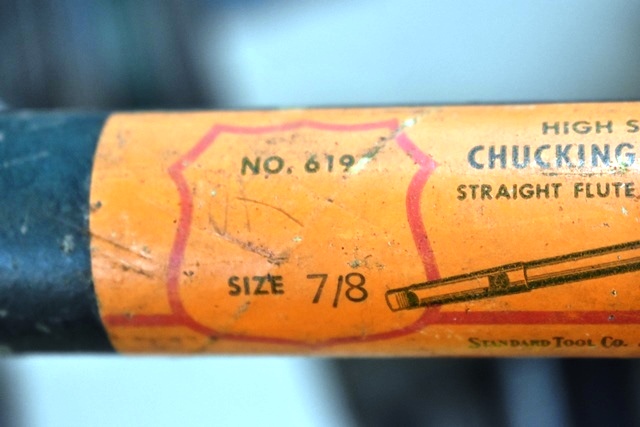 NO. 619
SIZE 7/8
HIGH S
CHUCKING
STRAIGHT FLUTE
STANDARD TOOL CO.